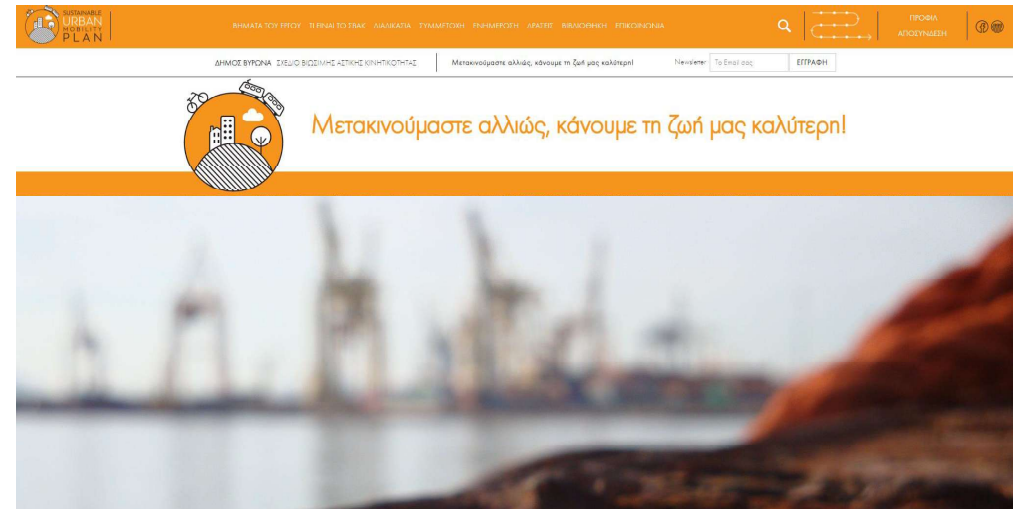 SUSTAINABLE
URBAN
MOBILITY
PLAN
ΒΗΜΑΤΑ ΤΟΥ ΕΡΓΟΥ ΤΙ ΕΙΝΑΙ ΤΟ ΣΒΑΚ ΔΙΑΔΙΚΑΣΙΑ ΣΥΜΜΕΤΟΧΗ ΕΝΗΜΕΡΩΣΗ ΔΡΑΣΕΙΣ ΒΙΒΛΙΟΘΗΚΗ ΕΠΙΚΟΙΝΩΝΙΑ
ΠΡΟΦΙΛ
ΑΠΟΣΥΝΔΕΣΗ
ΔΗΜΟΣ ΒΥΡΩΝΑ ΣΧΕΔΙΟ ΒΙΩΣΙΜΗΣ ΑΣΤΙΚΗΣ ΚΙΝΗΤΙΚΟΤΗΤΑΣ Μετακινούμαστε αλλιώς, κάνουμε τη ζωή μας καλύτερη! Newsletter Το Email σας ΕΓΓΡΑΦΗ
Μετακινούμαστε αλλιώς, κάνουμε τη ζωή μας καλύτερη!